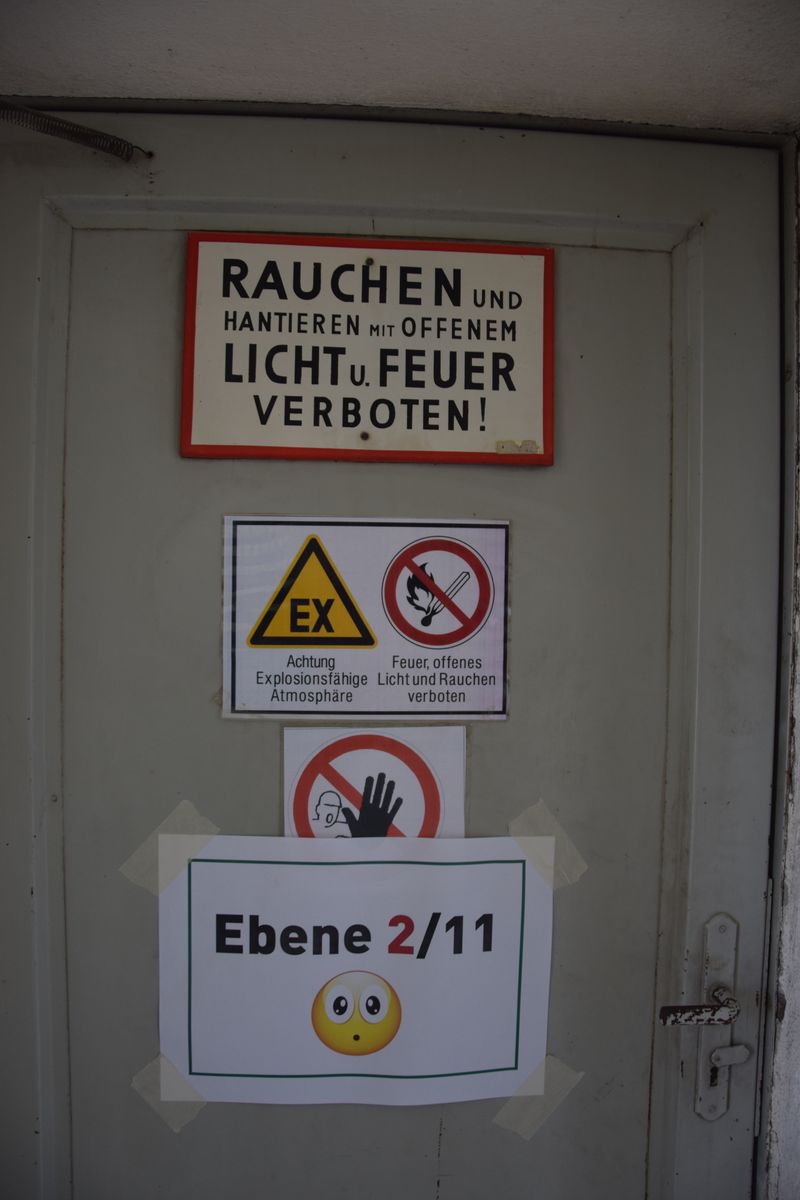 RAUCHEN UND
HANTIEREN MIT OFFENEM
LICHT U. FEUER
VERBOTEN!
EX
Achtung
Explosionsfähige
Atmosphäre
Feuer, offenes
Licht und Rauchen
verboten
Ebene 2/11